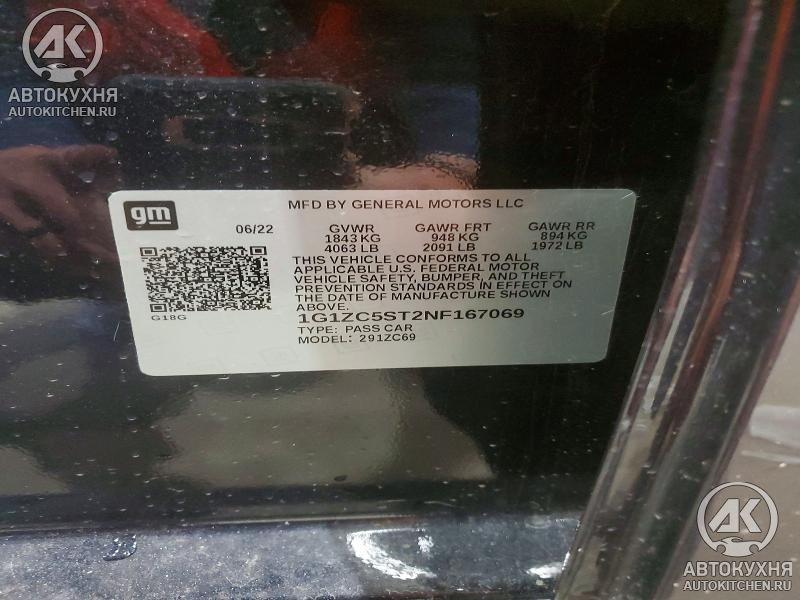 АК
АВТОКУХНЯ
AUTOKITCHEN.RU
gm
MFD BY GENERAL MOTORS LLC
06/22 GVWR GAWR FRT GAWR RR
1843 KG 948 KG 894 KG
4063 LB 2091 LB 1972 LB
THIS VEHICLE CONFORMS TO ALL
APPLICABLE U.S. FEDERAL MOTOR
VEHICLE SAFETY, BUMPER, AND THEFT
PREVENTION STANDARDS IN EFFECT ON
THE DATE OF MANUFACTURE SHOWN
ABOVE.
G18G
1G1ZC5ST2NF167069
TYPE: PASS CAR
MODEL: 291ZC69
АК
АВТОКУХНЯ
AUTOKITCHEN.RU